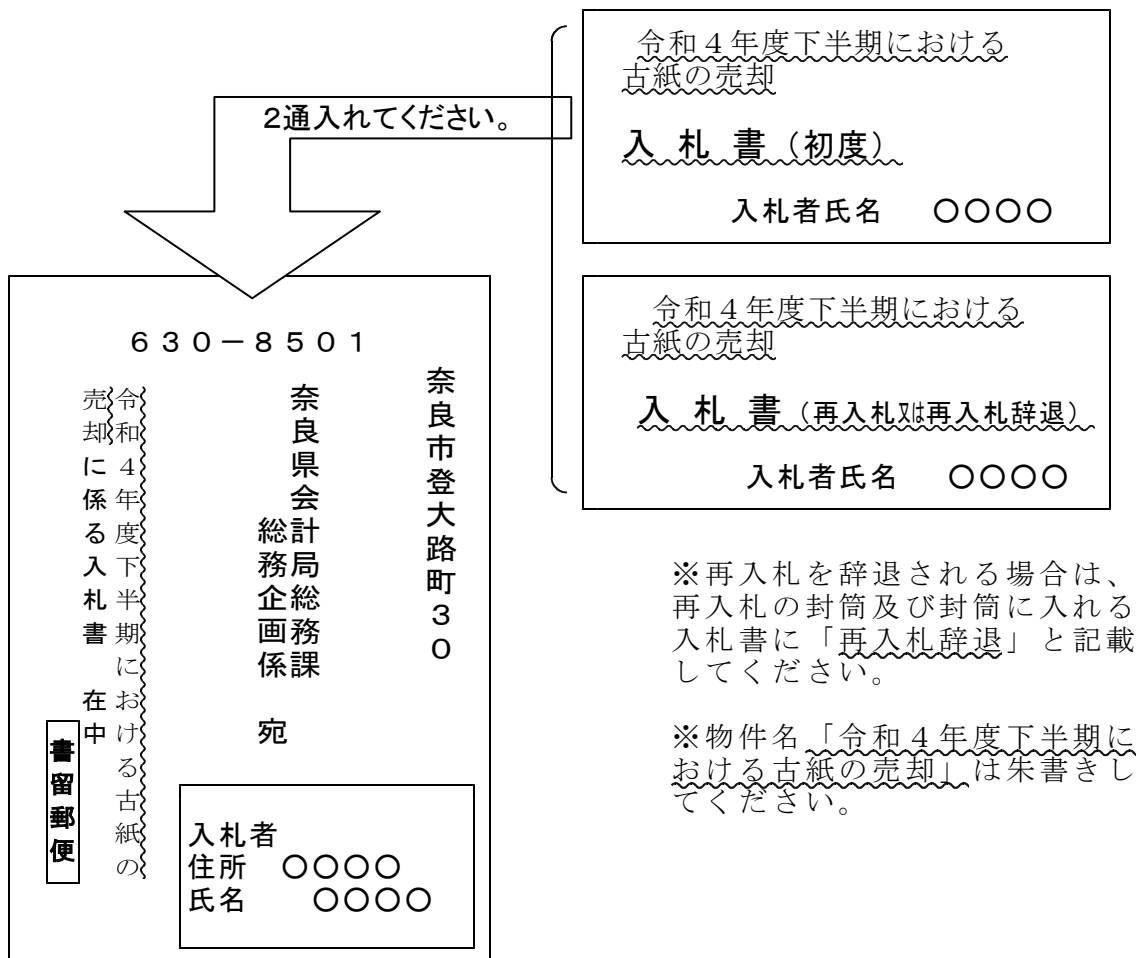 令和４年度下半期における
古紙の売却
入札書（初度）
入札者氏名　○○○○
２通入れてください。
令和４年度下半期における
古紙の売却
入札書（再入札又は再入札辞退）
入札者氏名　○○○○
６３０－８５０１
奈良市登大路町３０
奈良県会計局総務課
総務企画係　宛
令和４年度下半期における古紙の
売却に係る入札書　在中
書留郵便
入札者
住所　○○○○
氏名　○○○○
※再入札を辞退される場合は、
再入札の封筒及び封筒に入れる
入札書に「再入札辞退」と記載
してください。
※物件名「令和４年度下半期に
おける古紙の売却」は朱書きし
てください。